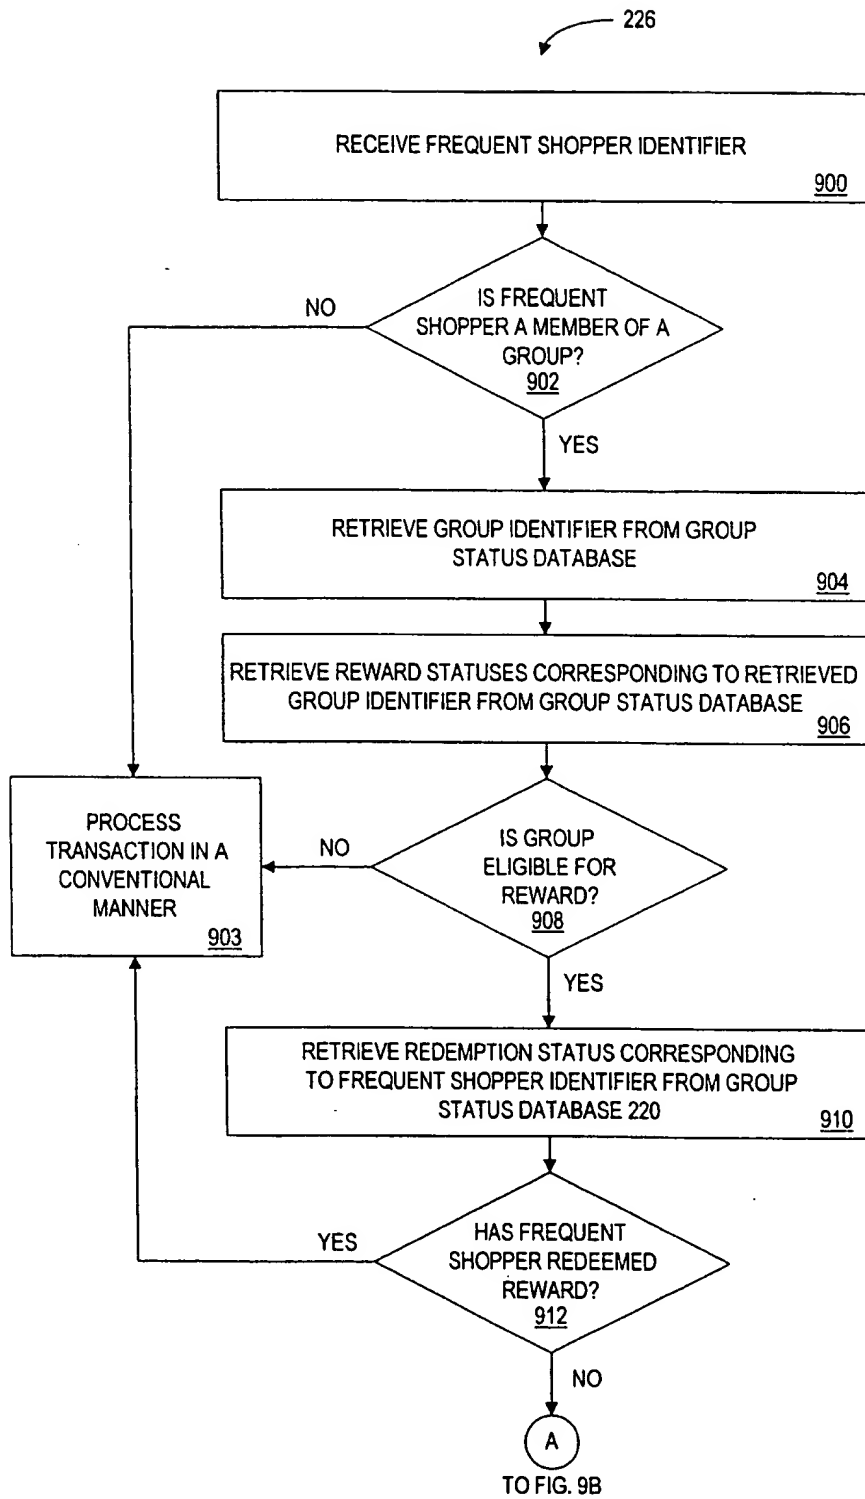 226
RECEIVE FREQUENT SHOPPER IDENTIFIER
900
NO
IS FREQUENT
SHOPPER A MEMBER OF A
GROUP?
902
YES
RETRIEVE GROUP IDENTIFIER FROM GROUP
STATUS DATABASE
904
RETRIEVE REWARD STATUSES CORRESPONDING TO RETRIEVED
GROUP IDENTIFIER FROM GROUP STATUS DATABASE
906
PROCESS
TRANSACTION IN A
CONVENTIONAL
MANNER
903
NO
IS GROUP
ELIGIBLE FOR
REWARD?
908
YES
RETRIEVE REDEMPTION STATUS CORRESPONDING
TO FREQUENT SHOPPER IDENTIFIER FROM GROUP
STATUS DATABASE 220
910
YES
HAS FREQUENT
SHOPPER REDEEMED
REWARD?
912
NO
A
TO FIG. 9B